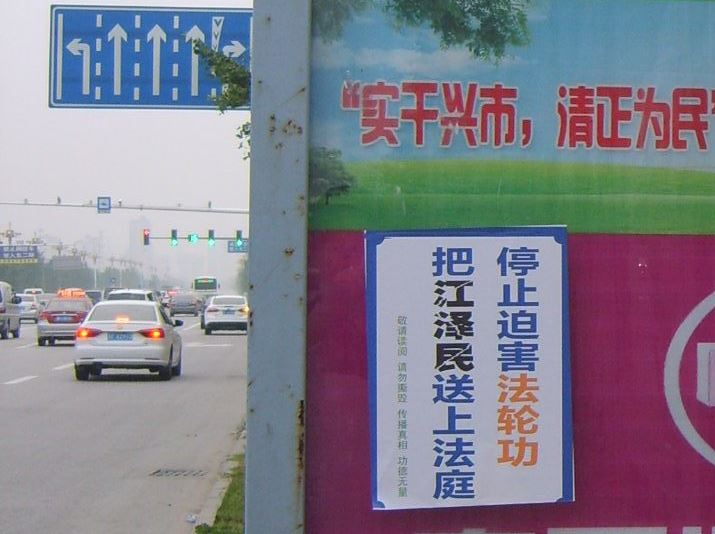 “实干兴市，清正为民
停止迫害法轮功
把江泽民送上法庭
敬请读阅 请勿撕毁 传播真相 功德无量